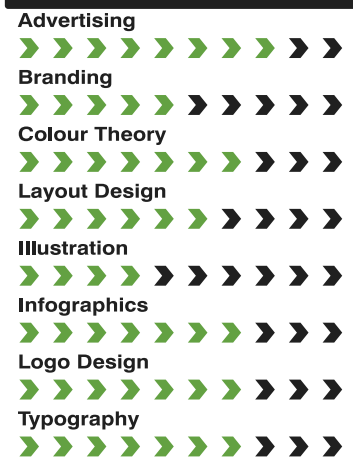 Advertising
Branding
Colour Theory
Layout Design
Illustration
Infographics
Logo Design
Typography